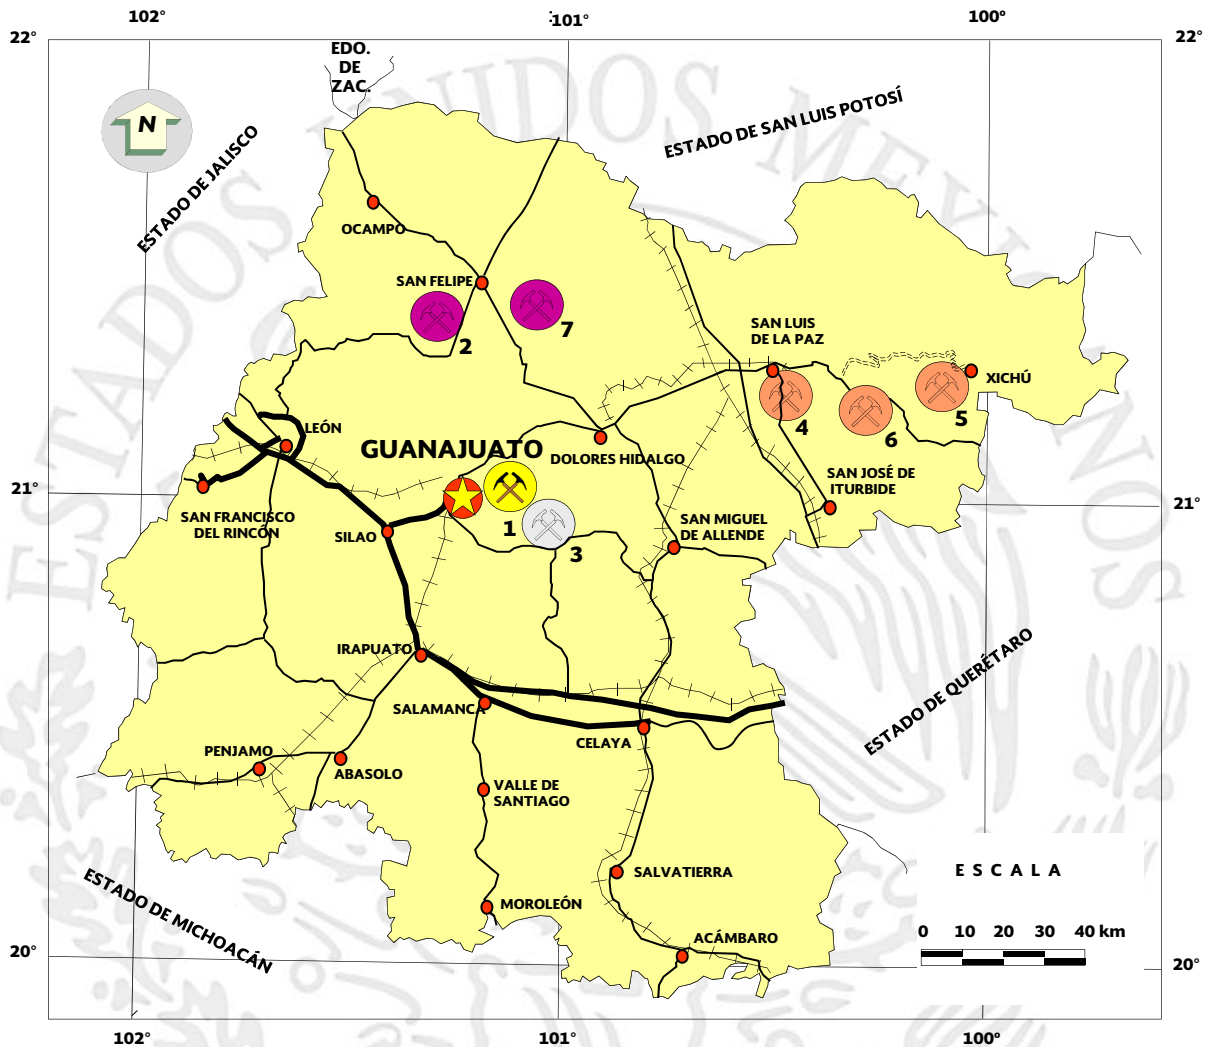 102°
:101°
100°
22°
22°
EDO.
DE
ZAC.
N
ESTADO DE JALISCO
ESTADO DE SAN LUIS POTOSÍ
ESTADOS UNIDOS MEXICANOS
OCAMPO
SAN FELIPE
2
7
SAN LUIS
DE LA PAZ
XICHÚ
4
6
5
LEÓN
GUANAJUATO
DOLORES HIDALGO
SAN JOSÉ DE
ITURBIDE
21°
21°
SAN FRANCISCO
DEL RINCÓN
SILAO
1
3
SAN MIGUEL
DE ALLENDE
IRAPUATO
ESTADO DE QUERÉTARO
SALAMANCA
CELAYA
PENJAMO
ABASOLO
VALLE DE
SANTIAGO
SALVATIERRA
MOROLEÓN
ACÁMBARO
ESTADO DE MICHOACÁN
ESCALA
0 10 20 30 40 km
20°
20°
102°
101°
100°